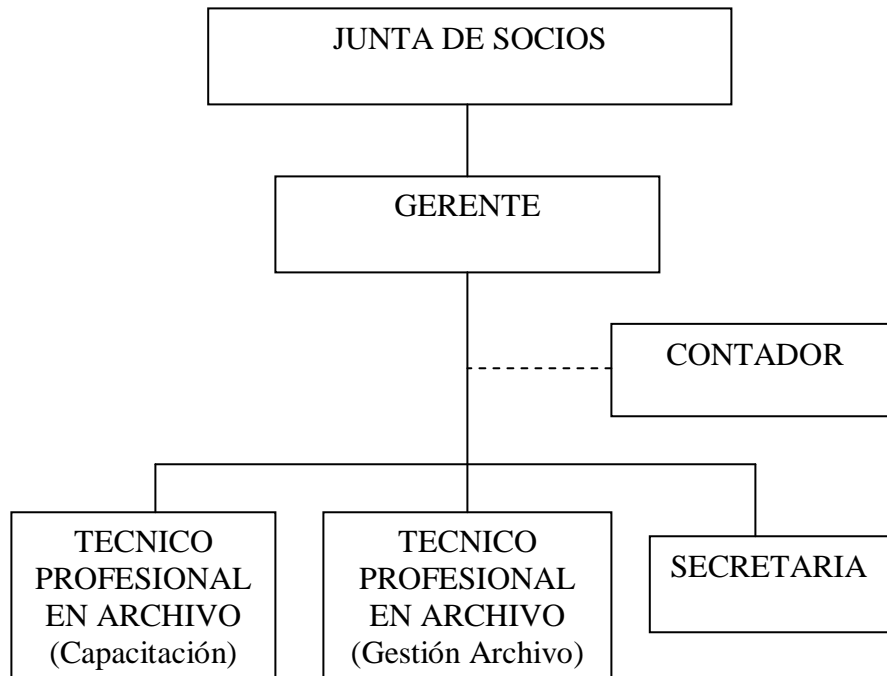 JUNTA DE SOCIOS
GERENTE
CONTADOR
TECNICO
PROFESIONAL
EN ARCHIVO
(Capacitación)
TECNICO
PROFESIONAL
EN ARCHIVO
(Gestión Archivo)
SECRETARIA